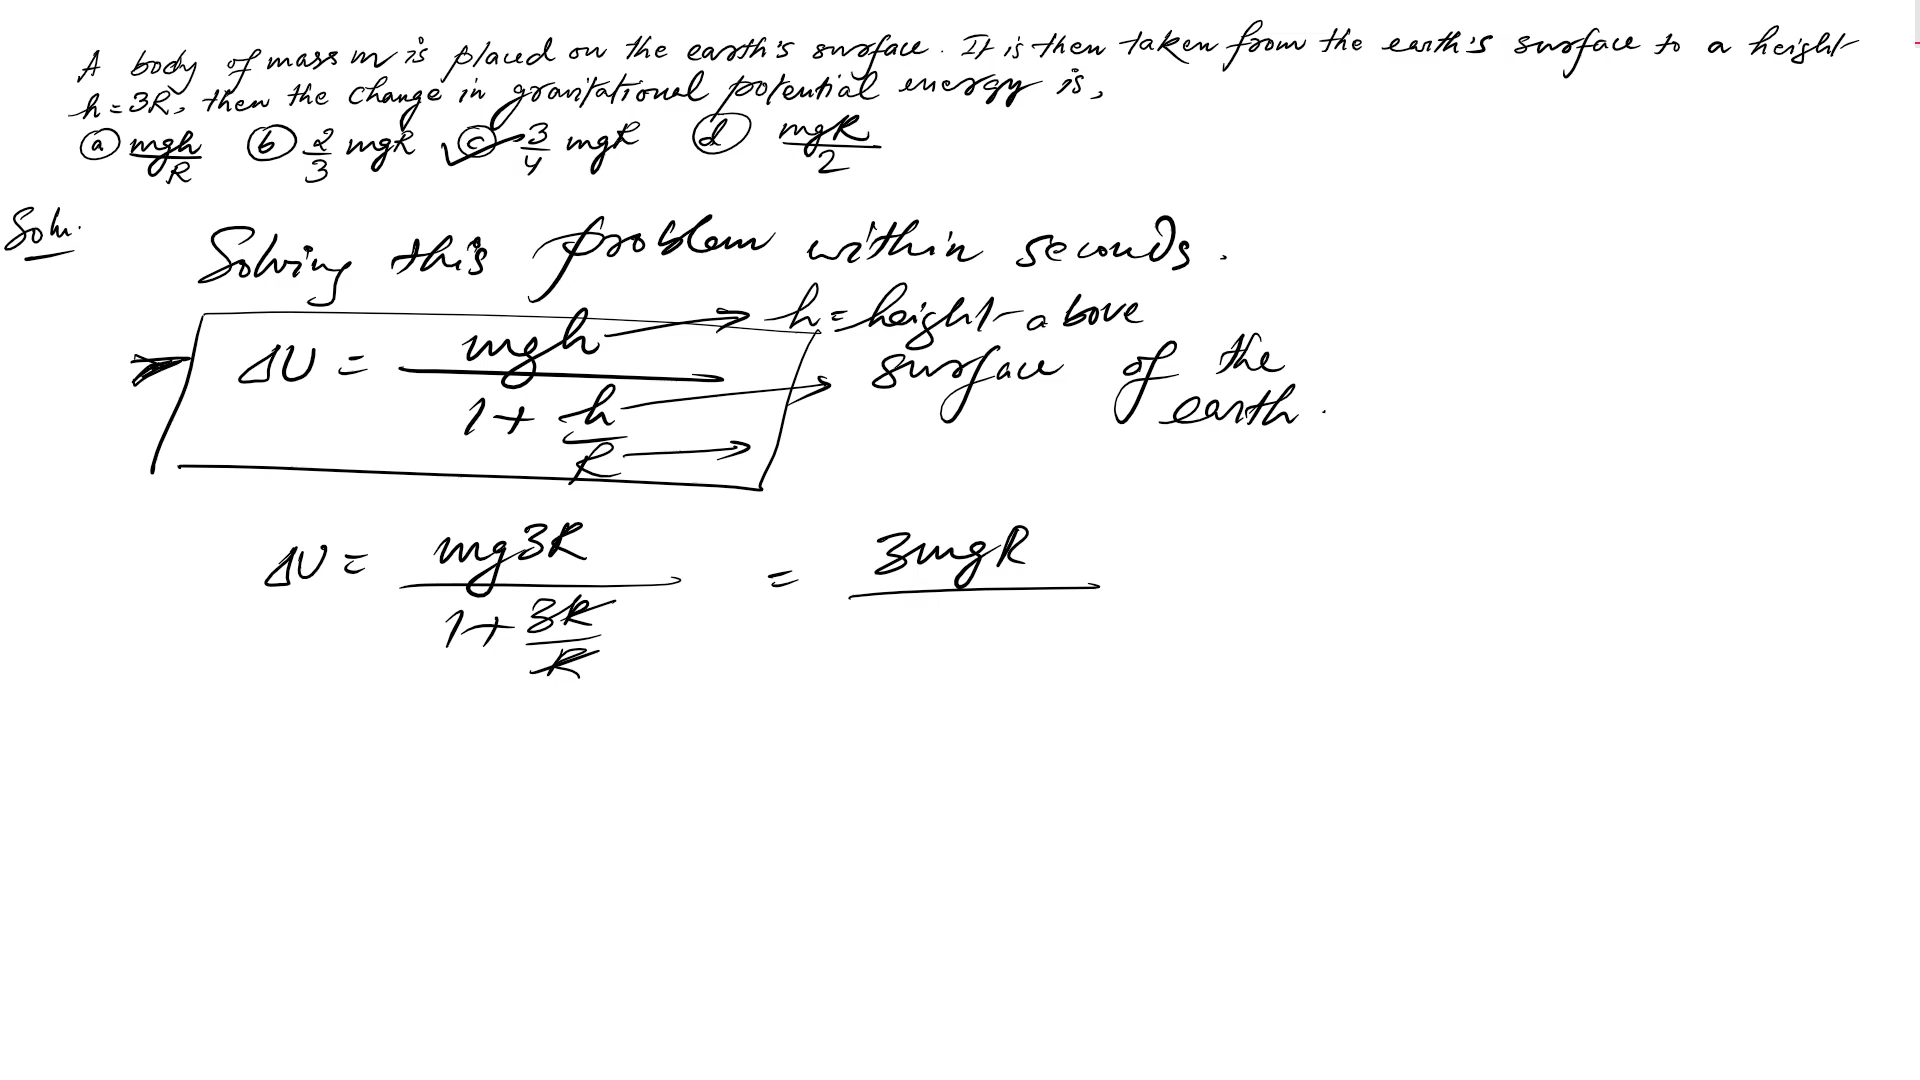 A body of mass m is placed on the earth's surface. It is then taken from the earth's surface to a height
h = 3R, then the change in gravitational potential energy is,
(a) mgh/R (b) 2/3 mgR (c) 3/4 mgR (d) mgR/2
Soln.
Solving this problem within seconds.
ΔU = mgh / (1 + h/R) → h = height above
surface of the
earth.
ΔU = mg3R / (1 + 3R/R) = 3mgR